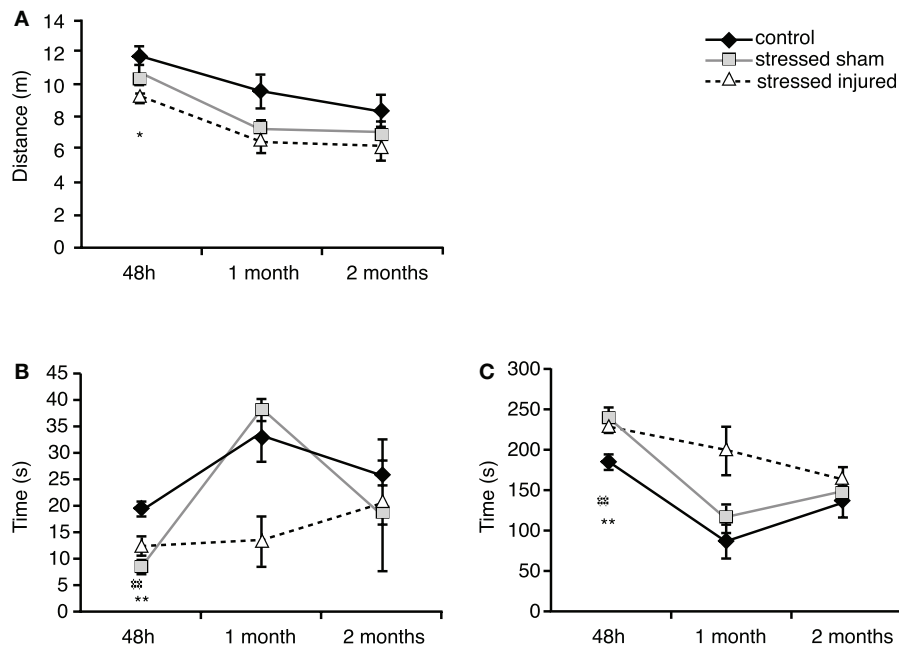 A
14
12
10
8
6
4
2
0
Distance (m)
*
48h
1 month
2 months
control
stressed sham
stressed injured
B
45
40
35
30
25
20
15
10
5
0
Time (s)
**
48h
1 month
2 months
C
300
250
200
150
100
50
0
Time (s)
**
48h
1 month
2 months